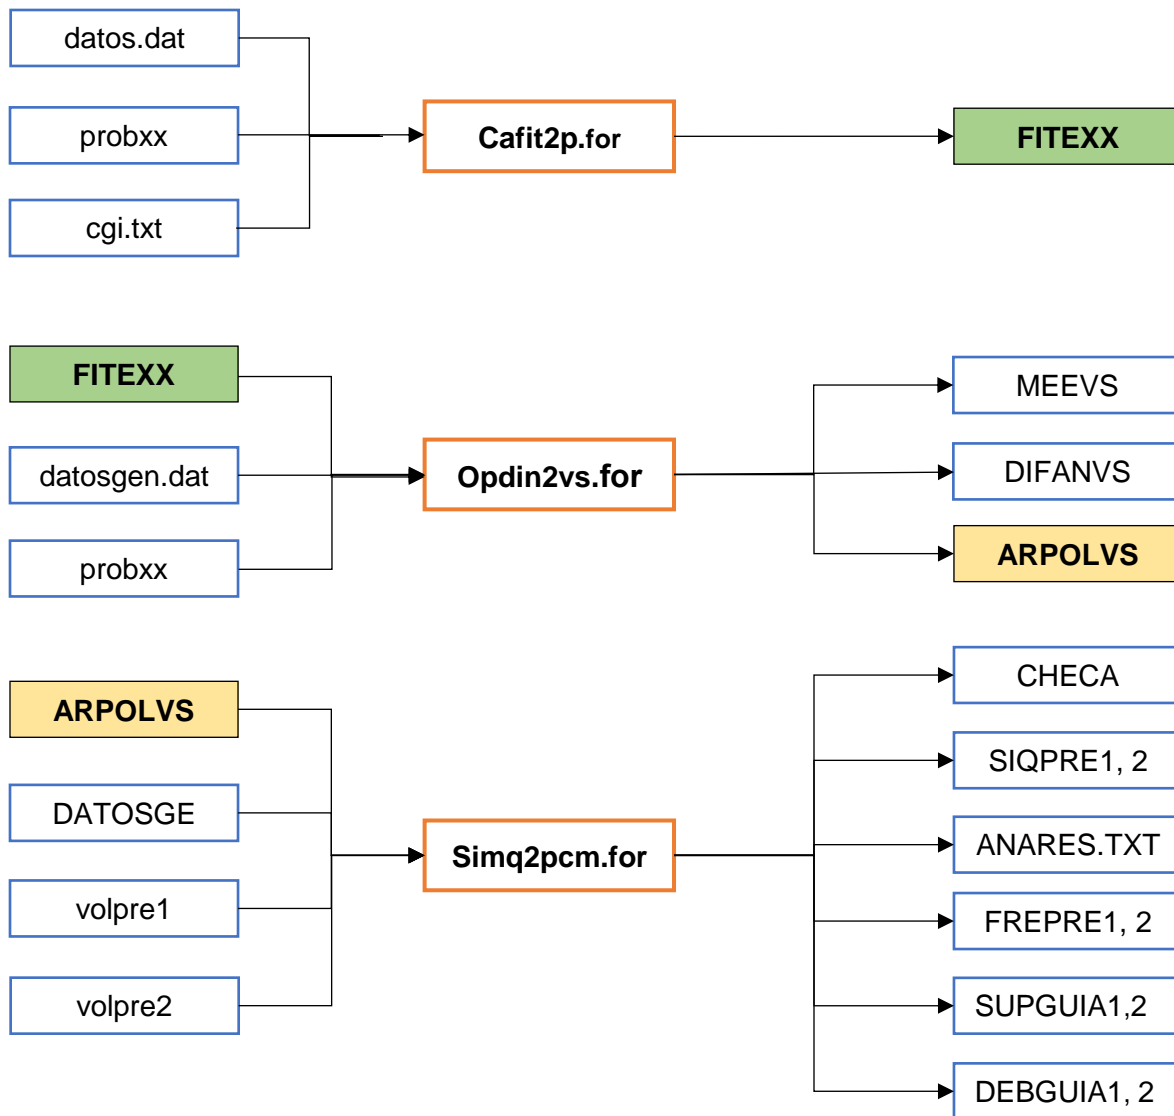 datos.dat
probxx
cgi.txt
Cafit2p.for
FITEXX
FITEXX
datosgen.dat
probxx
Opdin2vs.for
MEEVS
DIFANVS
ARPOLVS
ARPOLVS
DATOSGE
volpre1
volpre2
Simq2pcm.for
CHECA
SIQPRE1, 2
ANARES.TXT
FREPRE1, 2
SUPGUIA1,2
DEBGUIA1, 2